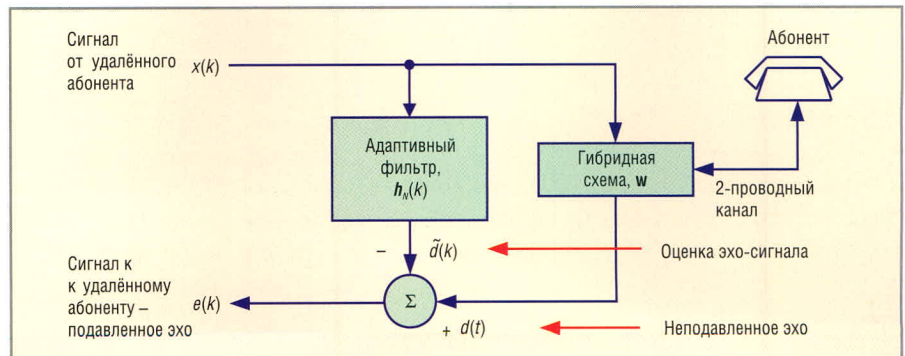 Сигнал
от удалённого
абонента
x(k)
Абонент
Адаптивный
фильтр,
hN(k)
Гибридная
схема, w
2-проводный
канал
– d̃(k)
Оценка эхо-сигнала
Сигнал к
к удалённому
абоненту –
подавленное эхо
e(k)
Σ
+ d(t)
Неподавленное эхо